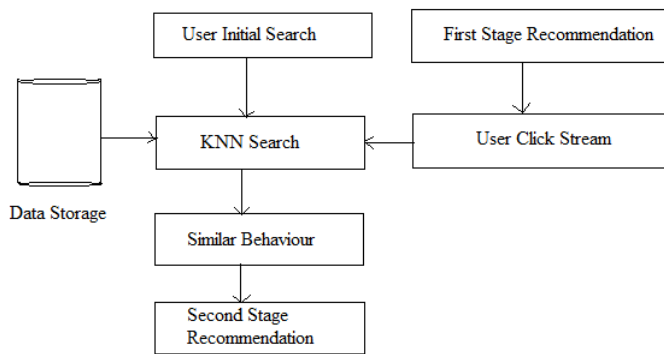 User Initial Search
First Stage Recommendation
KNN Search
User Click Stream
Data Storage
Similar Behaviour
Second Stage
Recommendation